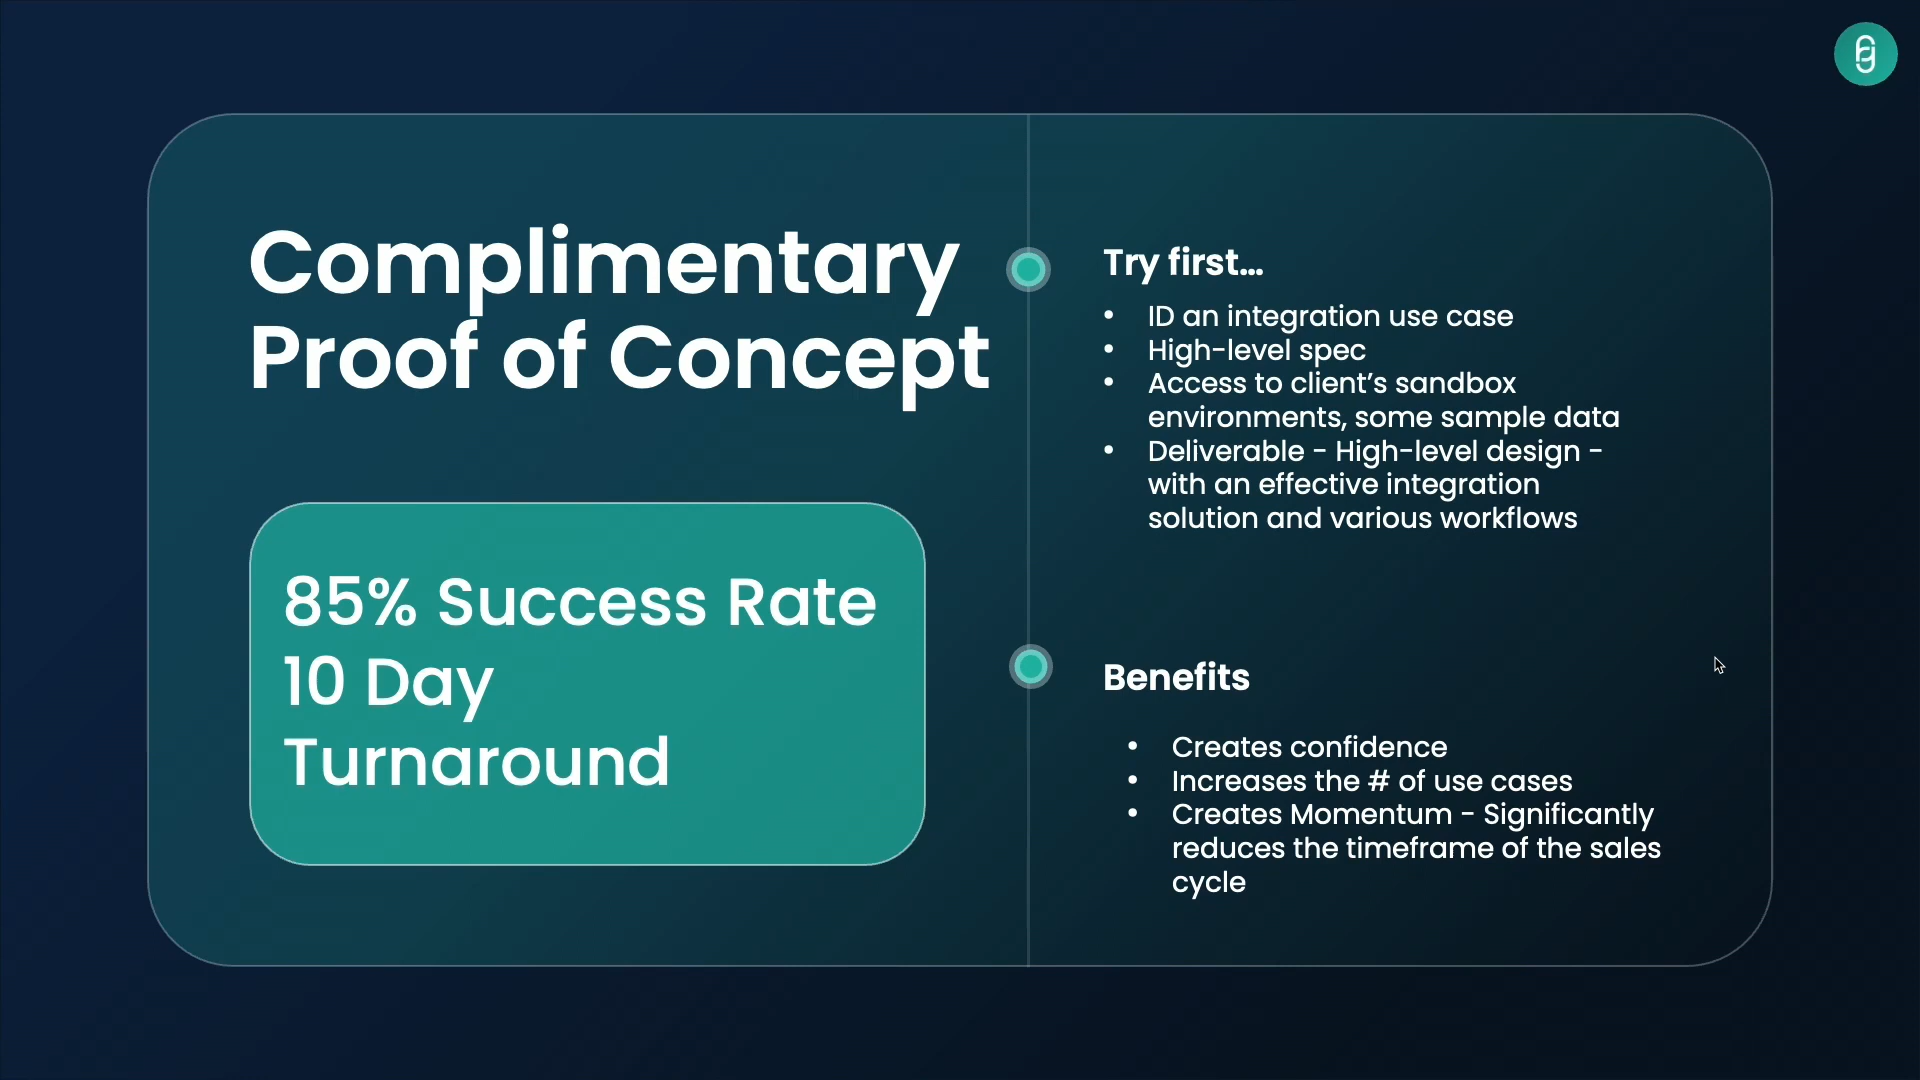 Complimentary
Proof of Concept
85% Success Rate
10 Day
Turnaround
Try first...
• ID an integration use case
• High-level spec
• Access to client’s sandbox
environments, some sample data
• Deliverable - High-level design -
with an effective integration
solution and various workflows
Benefits
• Creates confidence
• Increases the # of use cases
• Creates Momentum - Significantly
reduces the timeframe of the sales
cycle